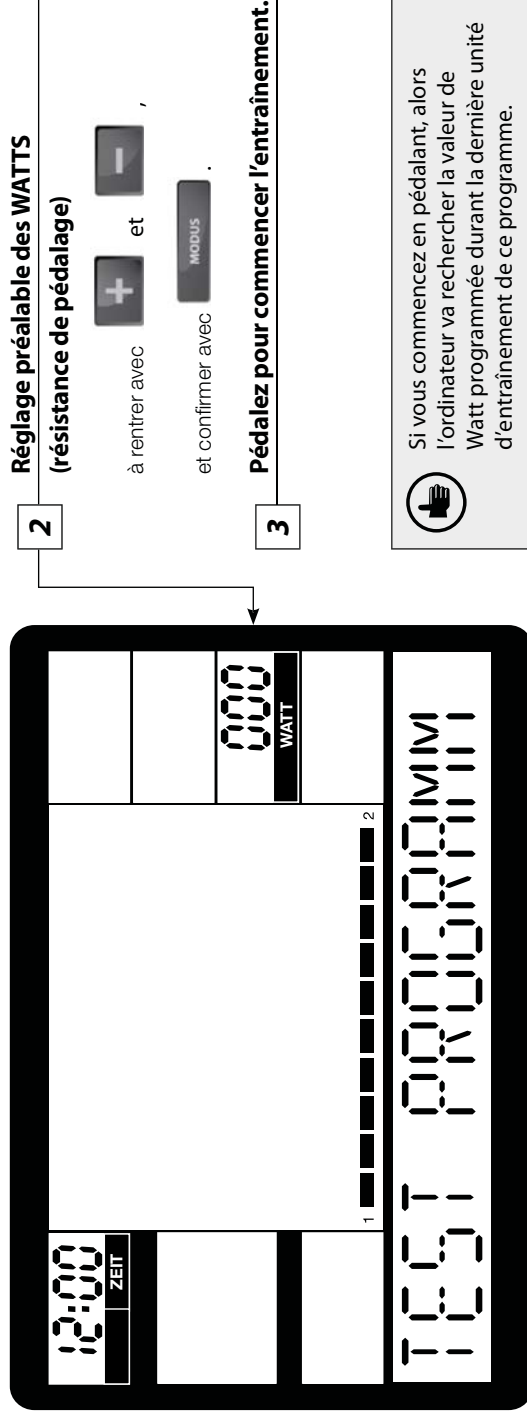 12:00
ZEIT
000
WATT
1 2
TEST PROGRAMM
2
Réglage préalable des WATTS
(résistance de pédalage)
à rentrer avec + et - ,
et confirmer avec MODUS .
3
Pédalez pour commencer l'entraînement.
Si vous commencez en pédalant, alors
l'ordinateur va rechercher la valeur de
Watt programmée durant la dernière unité
d'entraînement de ce programme.